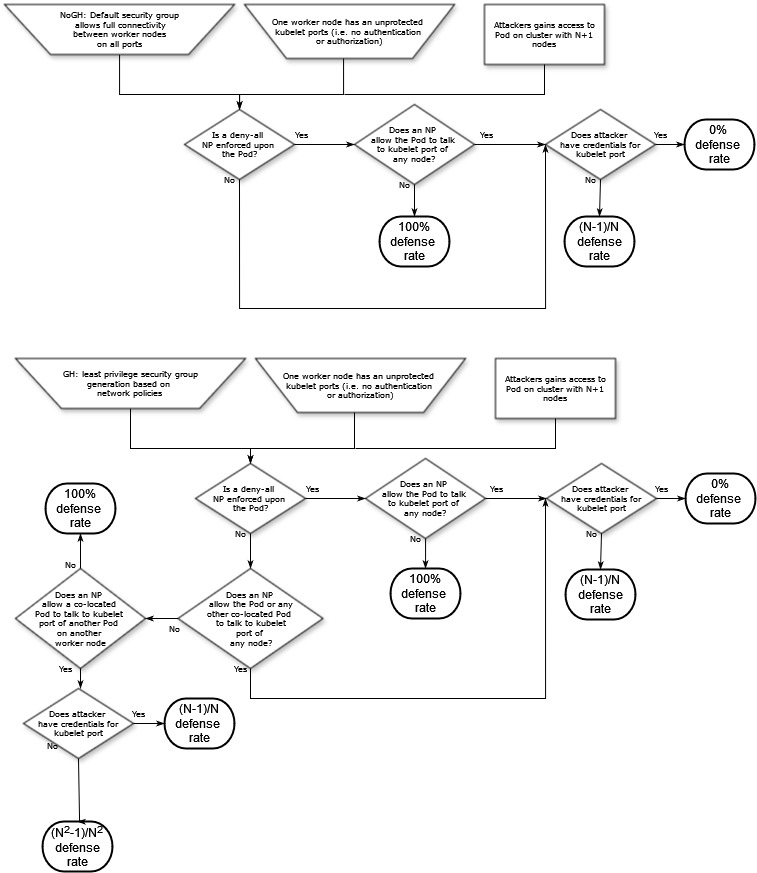 NoGH: Default security group
allows full connectivity
between worker nodes
on all ports
One worker node has an unprotected
kubelet ports (i.e. no authentication
or authorization)
Attackers gains access to
Pod on cluster with N+1
nodes
Is a deny-all
NP enforced upon
the Pod?
Yes
No
Does an NP
allow the Pod to talk
to kubelet port of
any node?
Yes
No
Does attacker
have credentials for
kubelet port
Yes
No
0%
defense
rate
100%
defense
rate
(N-1)/N
defense
rate
GH: least privilege security group
generation based on
network policies
One worker node has an unprotected
kubelet ports (i.e. no authentication
or authorization)
Attackers gains access to
Pod on cluster with N+1
nodes
Is a deny-all
NP enforced upon
the Pod?
Yes
No
Does an NP
allow the Pod to talk
to kubelet port of
any node?
Yes
No
Does attacker
have credentials for
kubelet port
Yes
No
0%
defense
rate
100%
defense
rate
(N-1)/N
defense
rate
100%
defense
rate
No
Does an NP
allow a co-located
Pod to talk to kubelet
port of another Pod
on another
worker node
Yes
Does an NP
allow the Pod or any
other co-located Pod
to talk to kubelet
port of
any node?
No
Yes
Does attacker
have credentials for
kubelet port
Yes
No
(N-1)/N
defense
rate
(N²-1)/N²
defense
rate